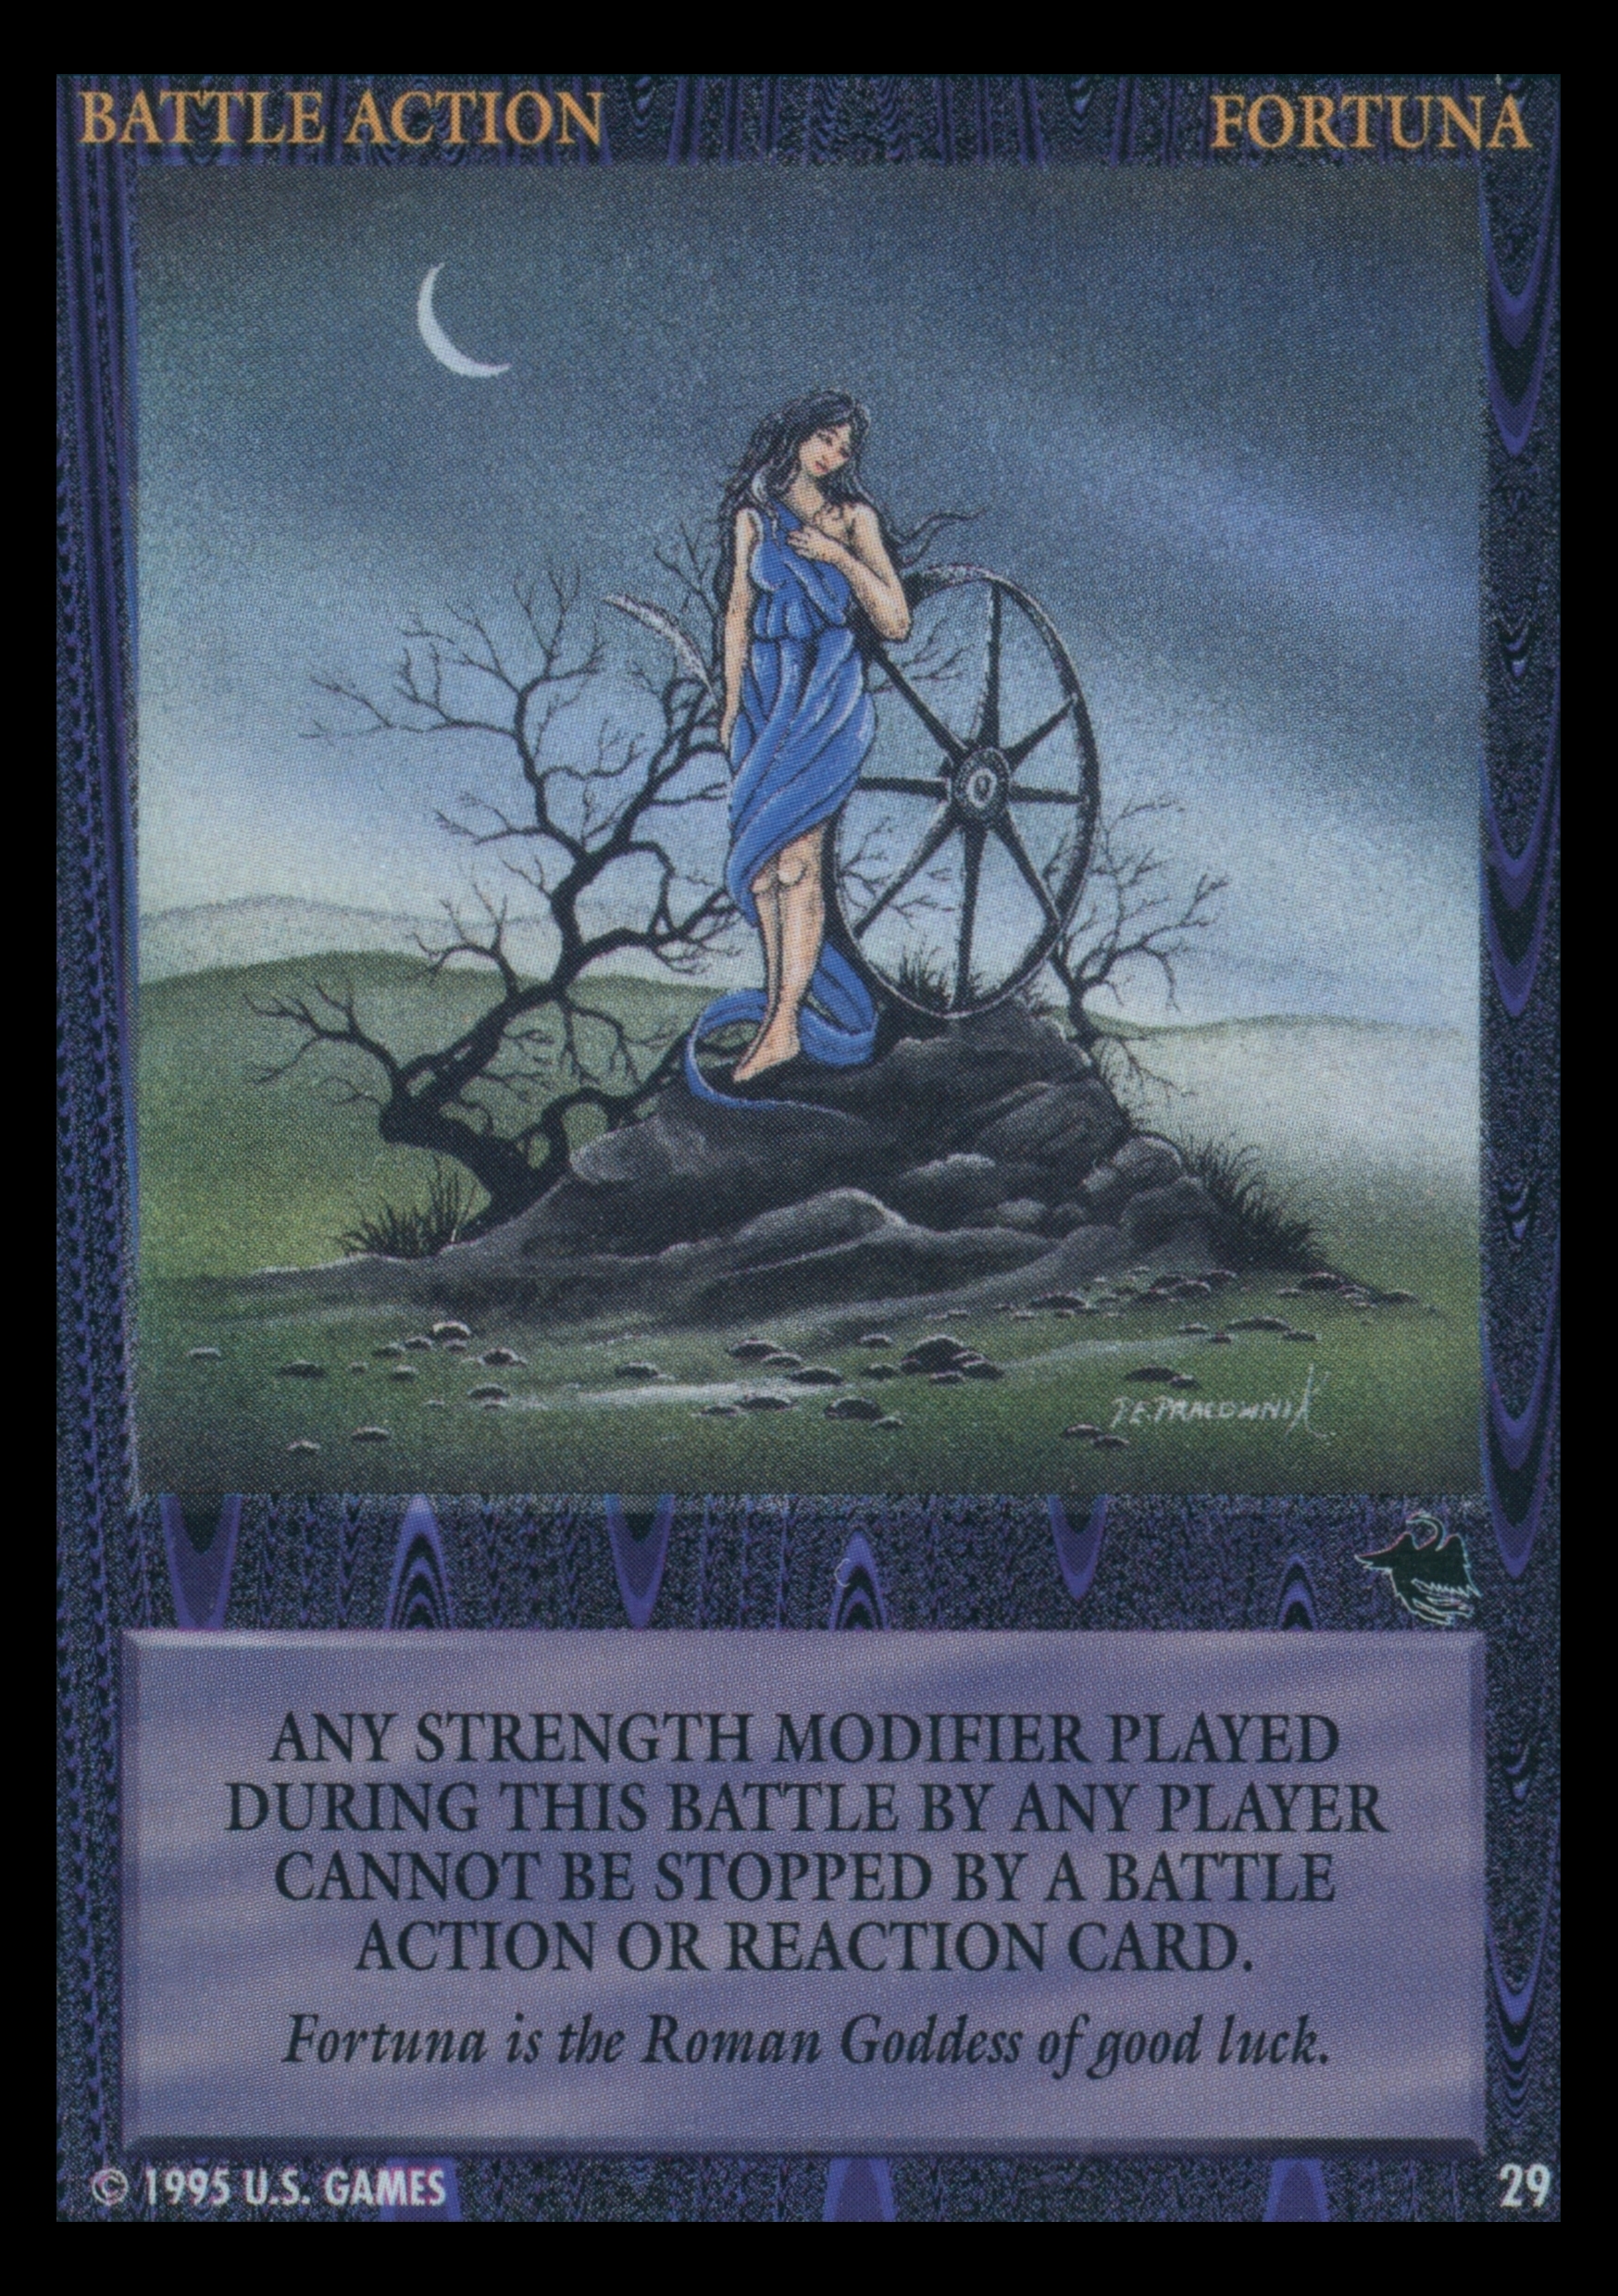 BATTLE ACTION
FORTUNA
P.E. PRACOWNIK
ANY STRENGTH MODIFIER PLAYED
DURING THIS BATTLE BY ANY PLAYER
CANNOT BE STOPPED BY A BATTLE
ACTION OR REACTION CARD.
Fortuna is the Roman Goddess of good luck.
© 1995 U.S. GAMES
29